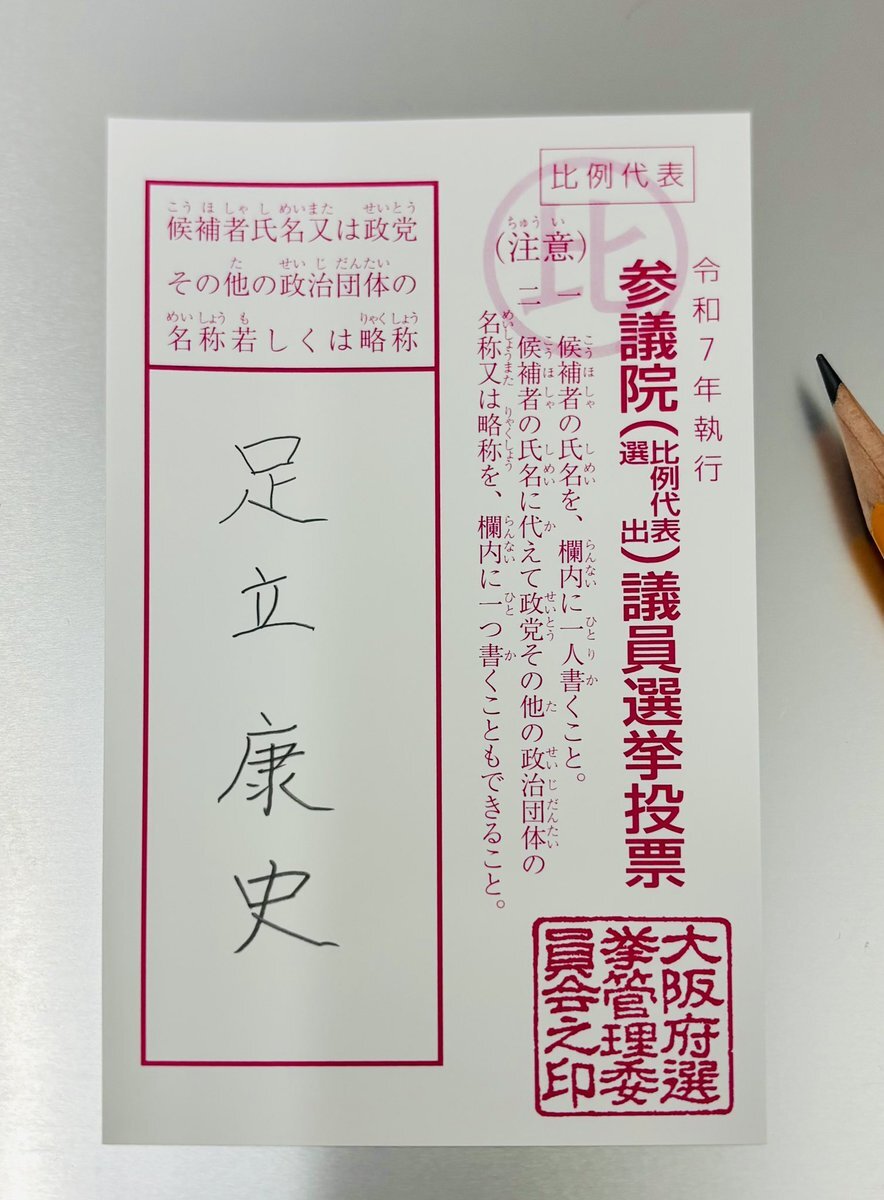 比例代表
令和7年執行
参議院(比例代表選出)議員選挙投票
(注意)
一 候補者の氏名を、欄内に一人書くこと。
二 候補者の氏名に代えて政党その他の政治団体の
名称又は略称を、欄内に一つ書くこともできること。
比
候補者氏名又は政党
その他の政治団体の
名称若しくは略称
足立康史
大阪府選
挙管理委
員会之印